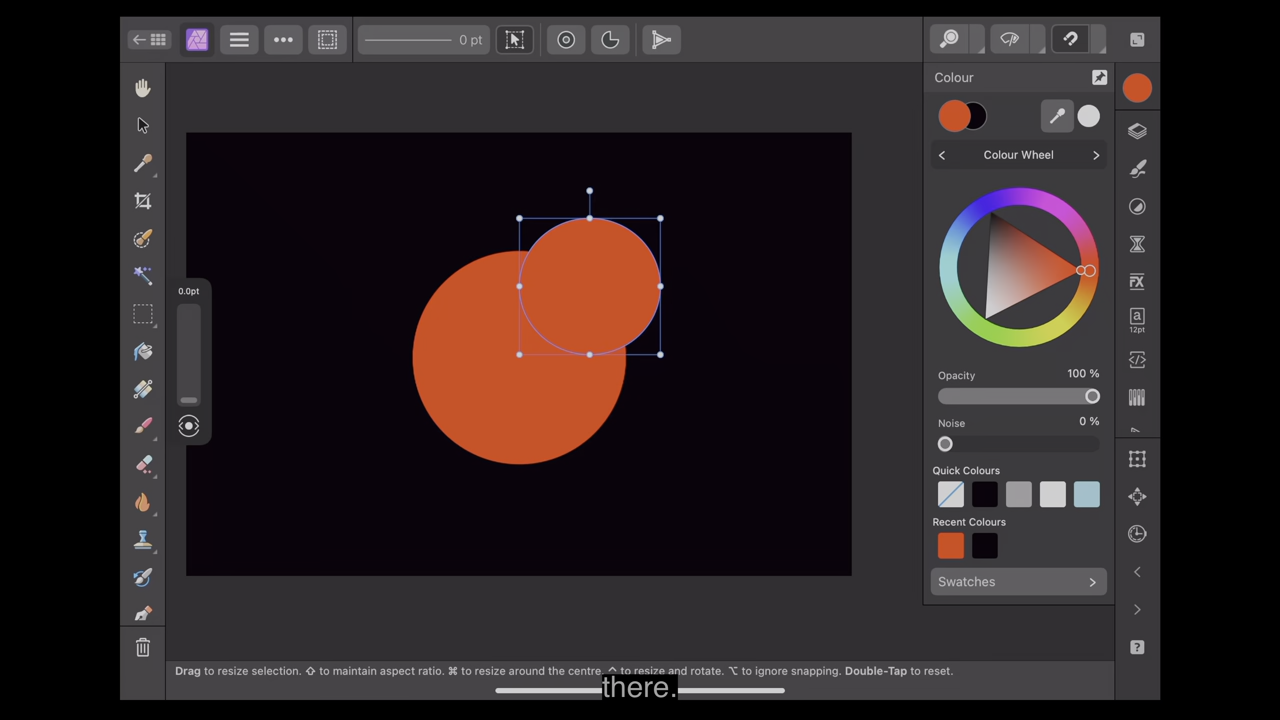 0 pt
Colour
Colour Wheel
0.0pt
a
12pt
FX
Opacity 100 %
Noise 0 %
Quick Colours
Recent Colours
Swatches
?
Drag to resize selection. ⇧ to maintain aspect ratio. ⌘ to resize around the centre. ⌃ to resize and rotate. ⌥ to ignore snapping. Double-Tap to reset.
there.